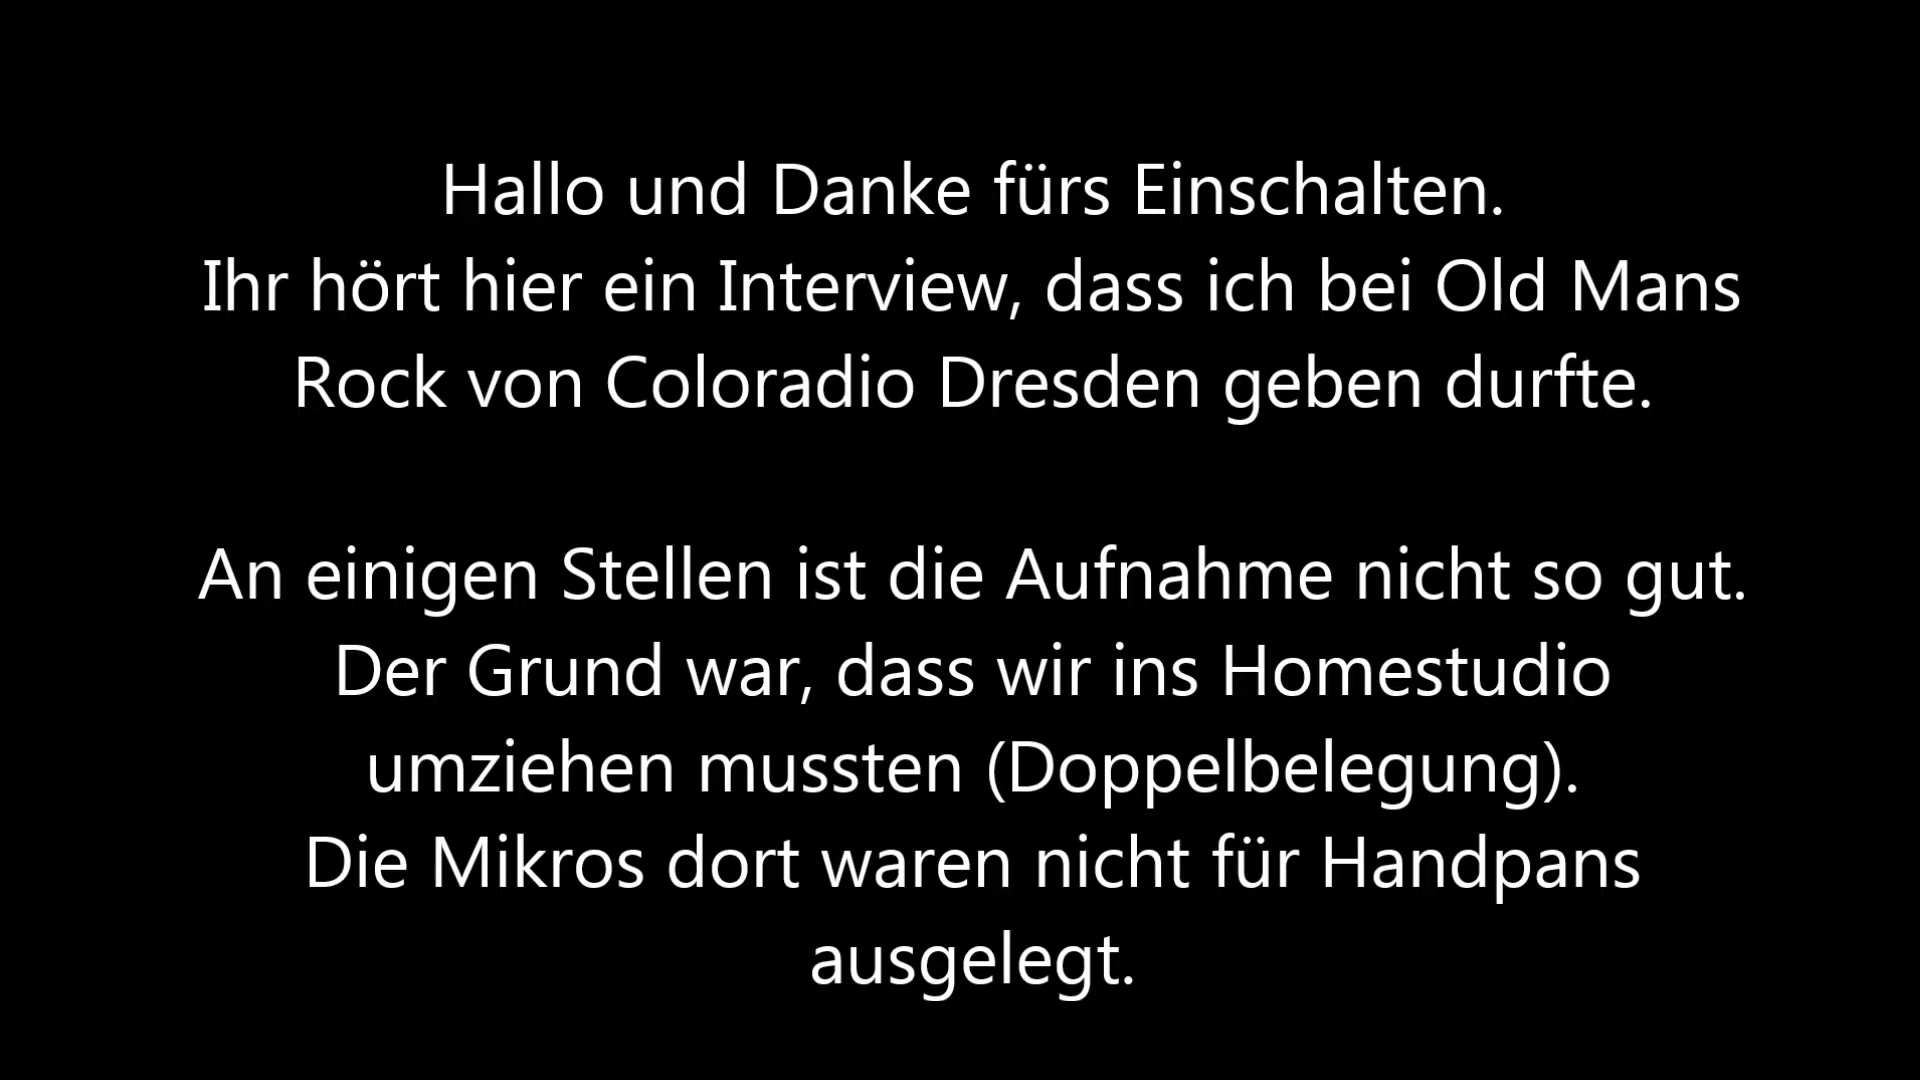 Hallo und Danke fürs Einschalten.
Ihr hört hier ein Interview, dass ich bei Old Mans
Rock von Coloradio Dresden geben durfte.
An einigen Stellen ist die Aufnahme nicht so gut.
Der Grund war, dass wir ins Homestudio
umziehen mussten (Doppelbelegung).
Die Mikros dort waren nicht für Handpans
ausgelegt.